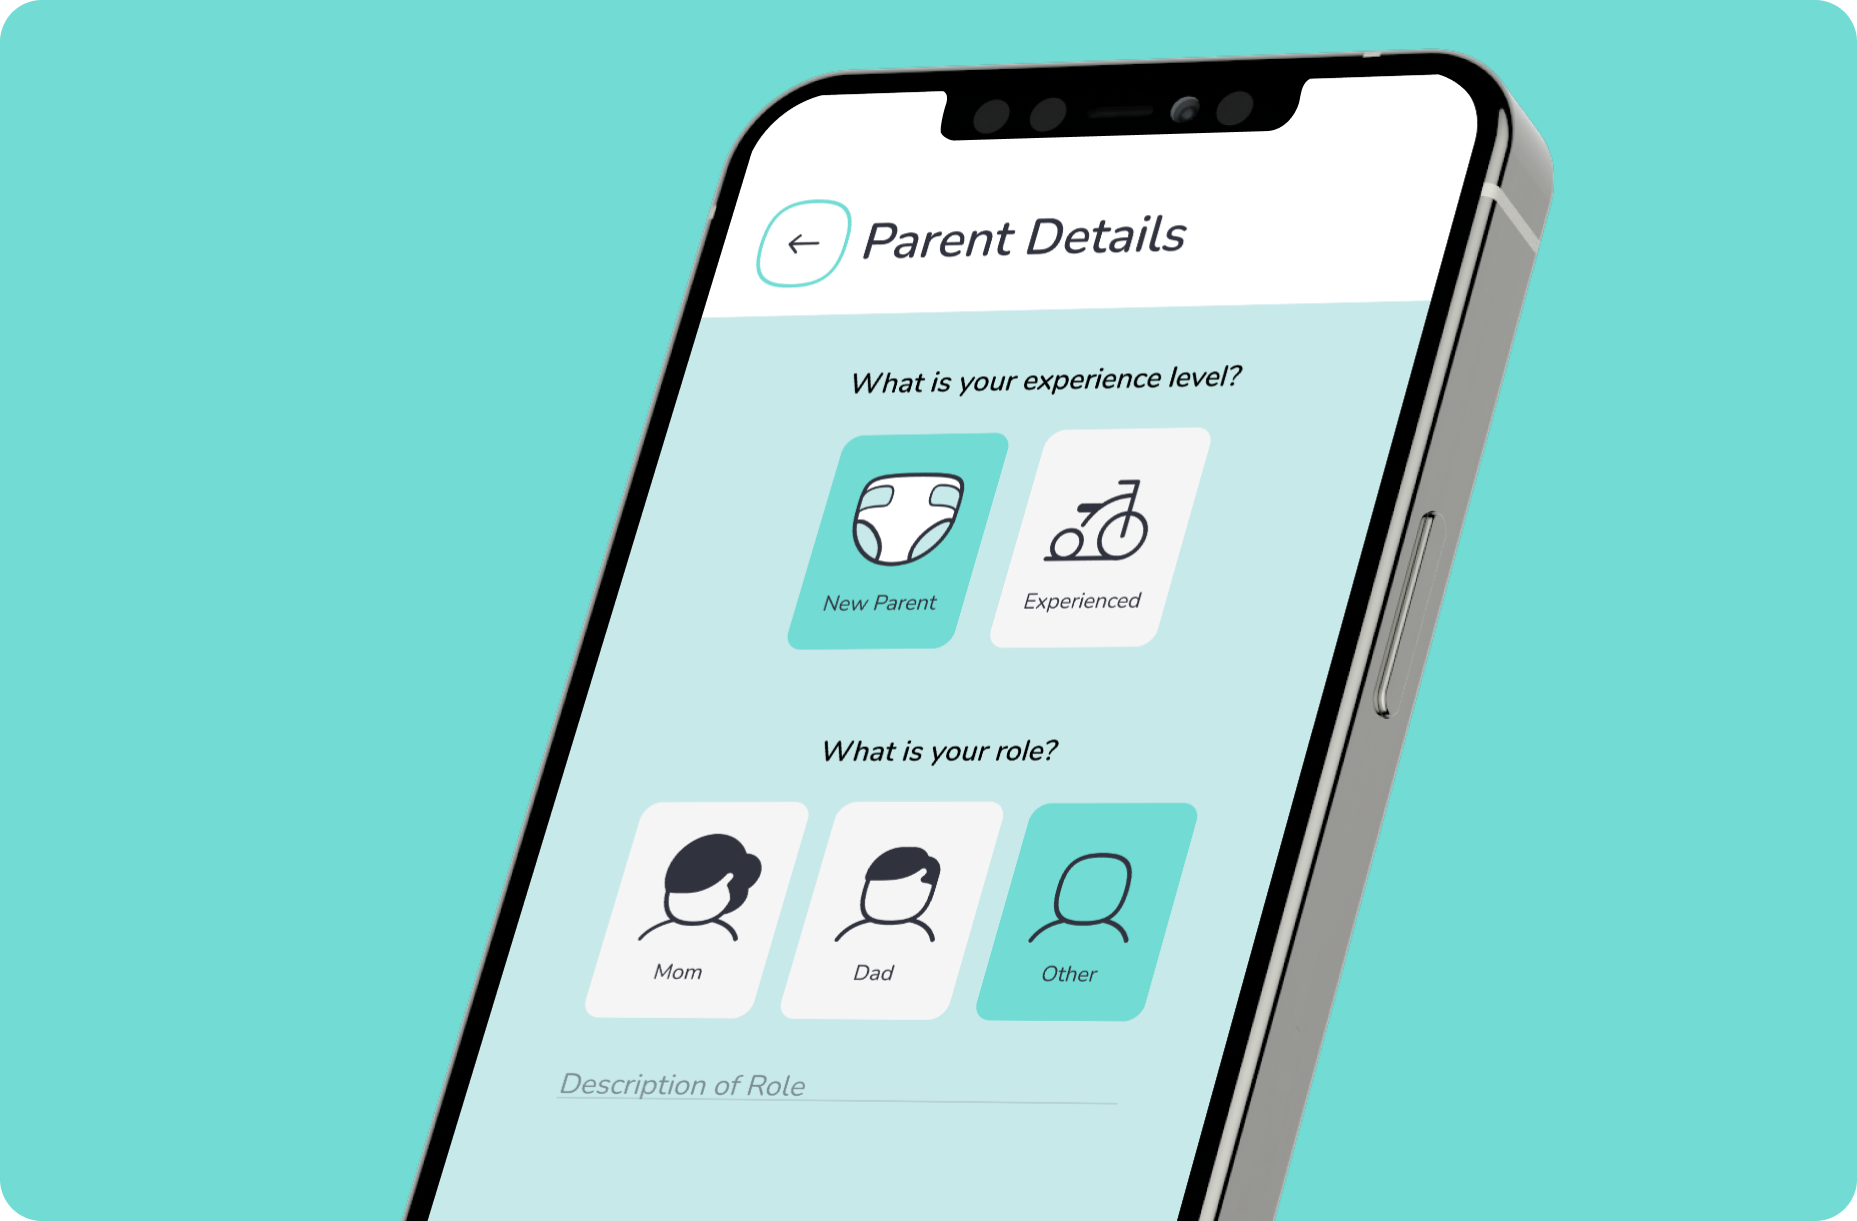 Parent Details
What is your experience level?
New Parent
Experienced
What is your role?
Mom
Dad
Other
Description of Role